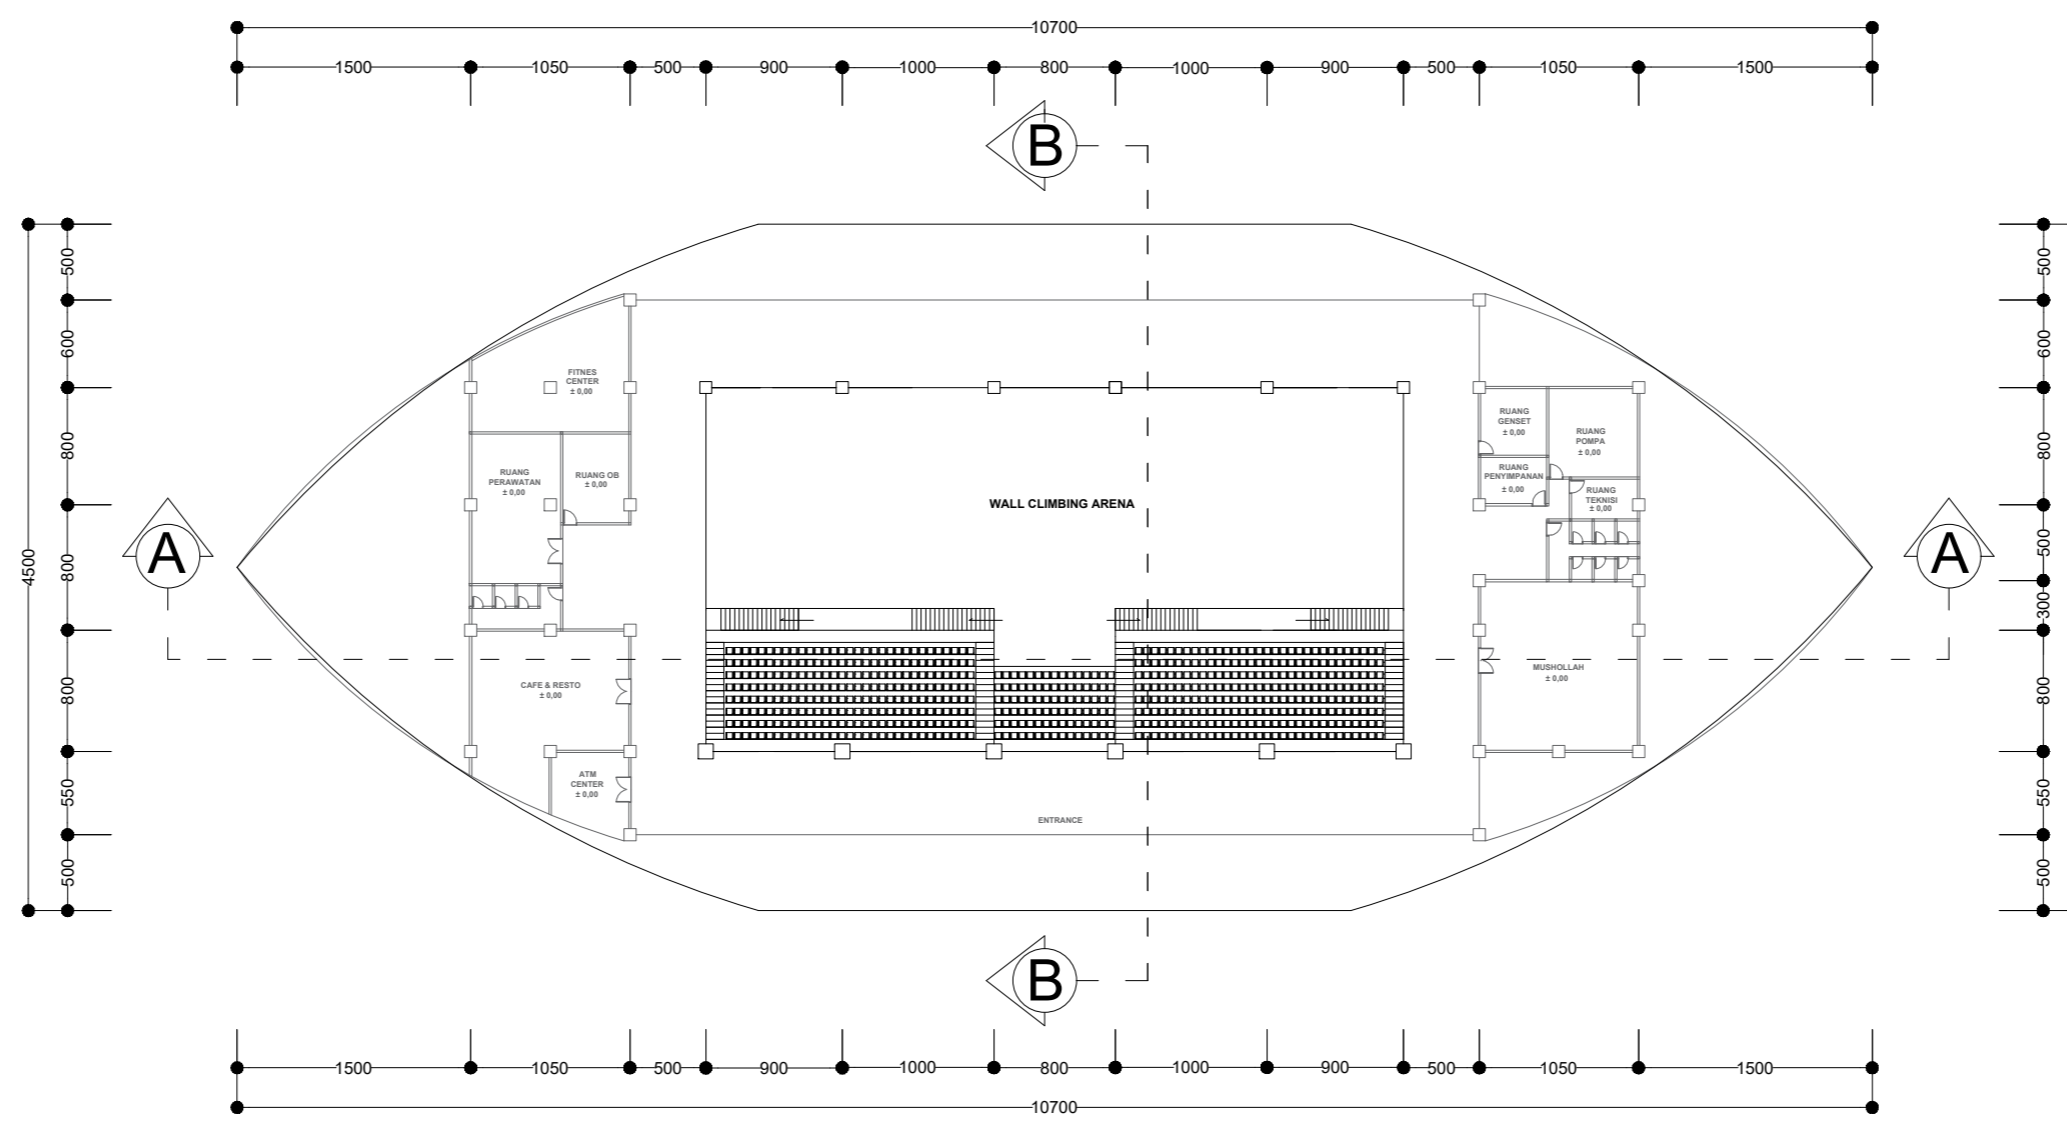 10700
1500 1050 500 900 1000 800 1000 900 500 1050 1500
B
500
600
800
800
800
550
500
4500
500
600
800
500
300
800
550
500
FITNES
CENTER
± 0,00
RUANG
PERAWATAN
± 0,00
RUANG OB
± 0,00
WALL CLIMBING ARENA
RUANG
GENSET
± 0,00
RUANG
POMPA
± 0,00
RUANG
PENYIMPANAN
± 0,00
RUANG
TEKNISI
± 0,00
A
A
CAFE & RESTO
± 0,00
MUSHOLLAH
± 0,00
ATM
CENTER
± 0,00
ENTRANCE
B
1500 1050 500 900 1000 800 1000 900 500 1050 1500
10700